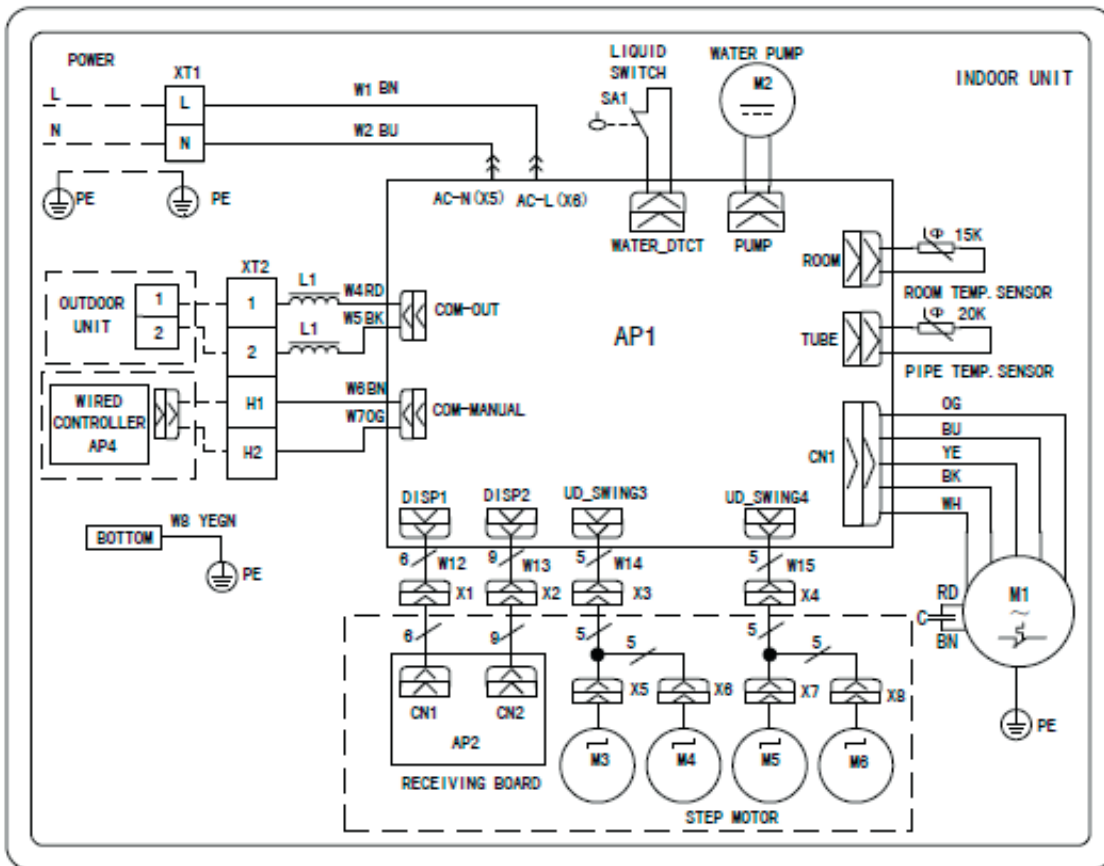 POWER
XT1
L
L
N
N
PE
PE
W1 BN
W2 BU
AC-N(X5)
AC-L(X6)
LIQUID
SWITCH
SA1
WATER_DTCT
WATER PUMP
M2
PUMP
INDOOR UNIT
ROOM
15K
ROOM TEMP. SENSOR
TUBE
20K
PIPE TEMP. SENSOR
AP1
XT2
OUTDOOR
UNIT
1
2
1
2
H1
H2
L1
L1
W4RD
W5BK
COM-OUT
WIRED
CONTROLLER
AP4
W6BN
W7OG
COM-MANUAL
CN1
OG
BU
YE
BK
WH
BOTTOM
W8 YEGN
PE
DISP1
DISP2
UD_SWING3
UD_SWING4
6
W12
9
W13
5
W14
5
W15
X1
X2
X3
X4
6
9
5
5
5
5
CN1
CN2
AP2
RECEIVING BOARD
X5
X6
X7
X8
M3
M4
M5
M6
STEP MOTOR
RD
C
BN
M1
~
PE